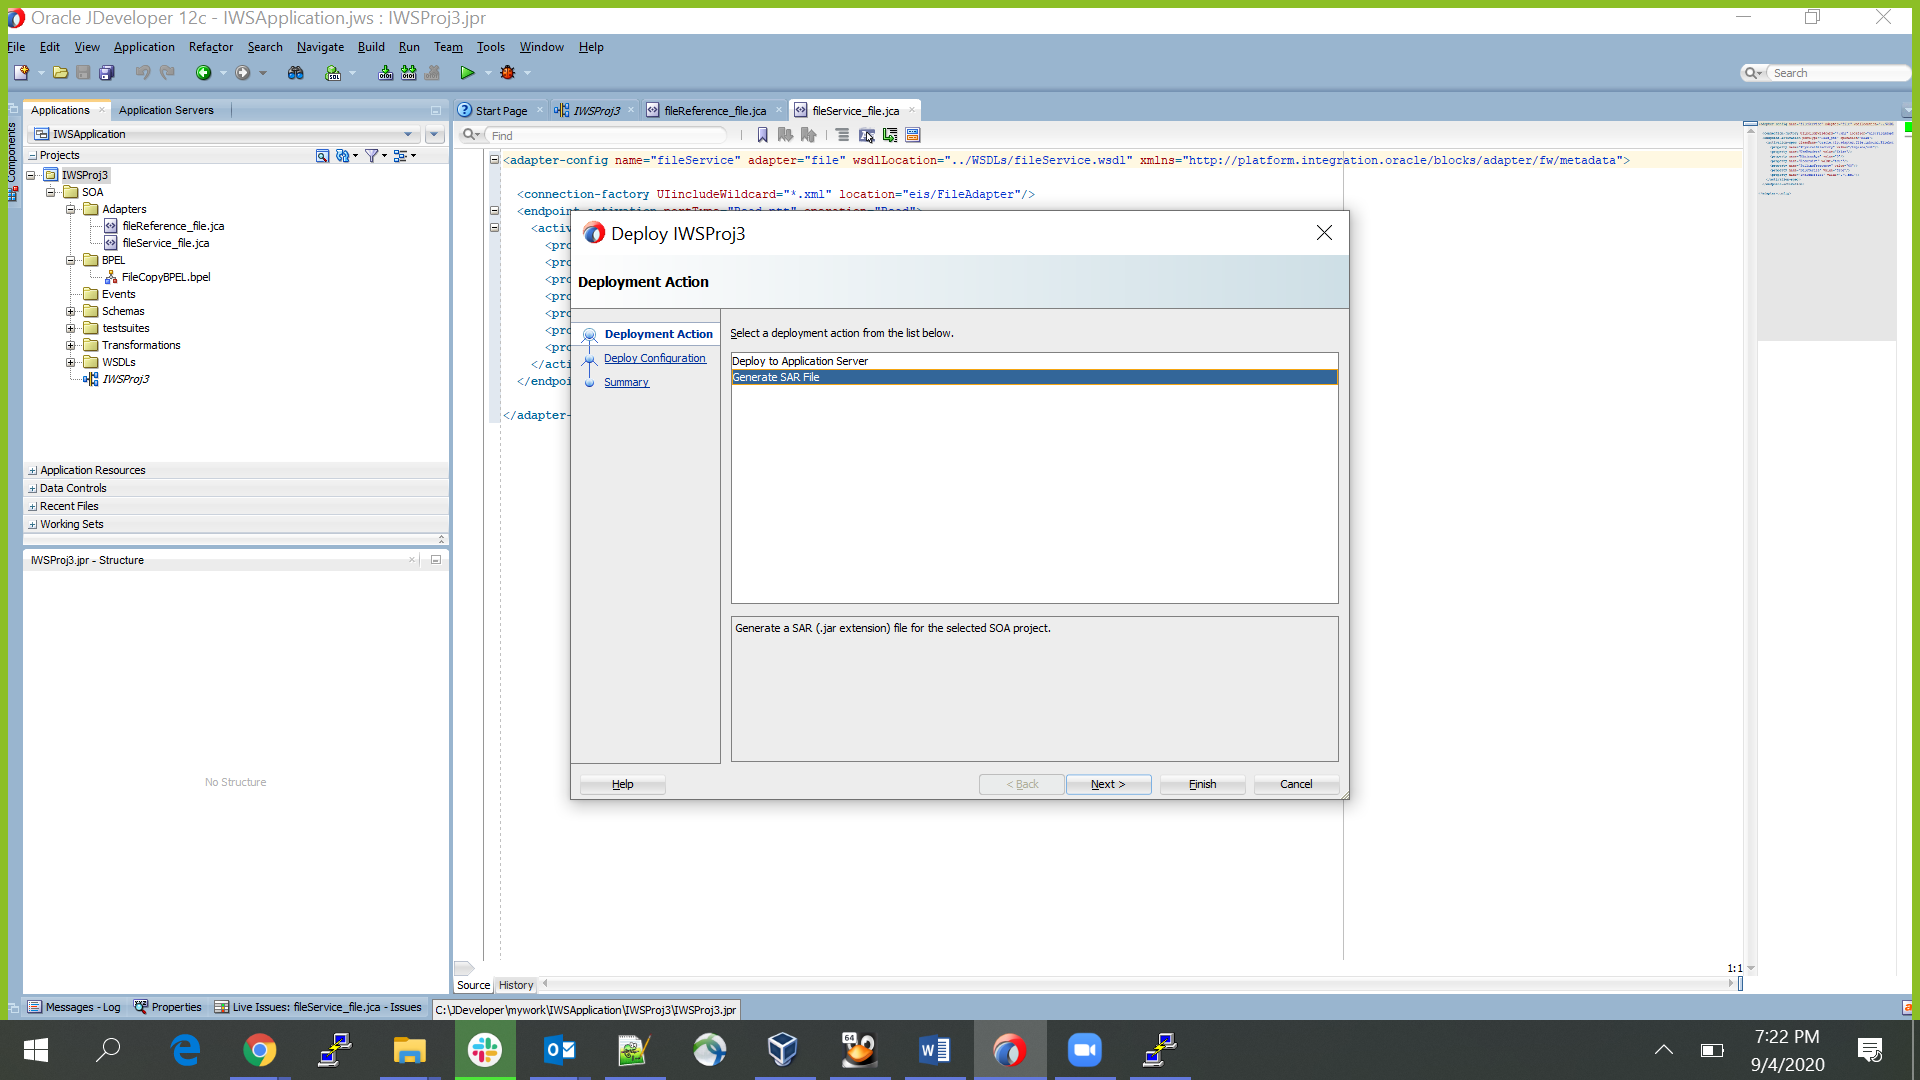 Oracle JDeveloper 12c - IWSApplication.jws : IWSProj3.jpr
File Edit View Application Refactor Search Navigate Build Run Team Tools Window Help
Search
Components
Applications Application Servers
IWSApplication
Projects
IWSProj3
SOA
Adapters
fileReference_file.jca
fileService_file.jca
BPEL
FileCopyBPEL.bpel
Events
Schemas
testsuites
Transformations
WSDLs
IWSProj3
Application Resources
Data Controls
Recent Files
Working Sets
IWSProj3.jpr - Structure
No Structure
Start Page IWSProj3 fileReference_file.jca fileService_file.jca
Find
<adapter-config name="fileService" adapter="file" wsdlLocation="../WSDLs/fileService.wsdl" xmlns="http://platform.integration.oracle/blocks/adapter/fw/metadata">
<connection-factory UIincludeWildcard="*.xml" location="eis/FileAdapter"/>
<endpoint-activation portType="Read_ptt" operation="Read">
<activ
<pro
<pro
<pro
<pro
<pro
<pro
<pro
</acti
</endpoi
</adapter-
Deploy IWSProj3
Deployment Action
Deployment Action
Deploy Configuration
Summary
Select a deployment action from the list below.
Deploy to Application Server
Generate SAR File
Generate a SAR (.jar extension) file for the selected SOA project.
Help < Back Next > Finish Cancel
1:1
Source History
Messages - Log Properties Live Issues: fileService_file.jca - Issues C:\JDeveloper\mywork\IWSApplication\IWSProj3\IWSProj3.jpr
64
7:22 PM
9/4/2020